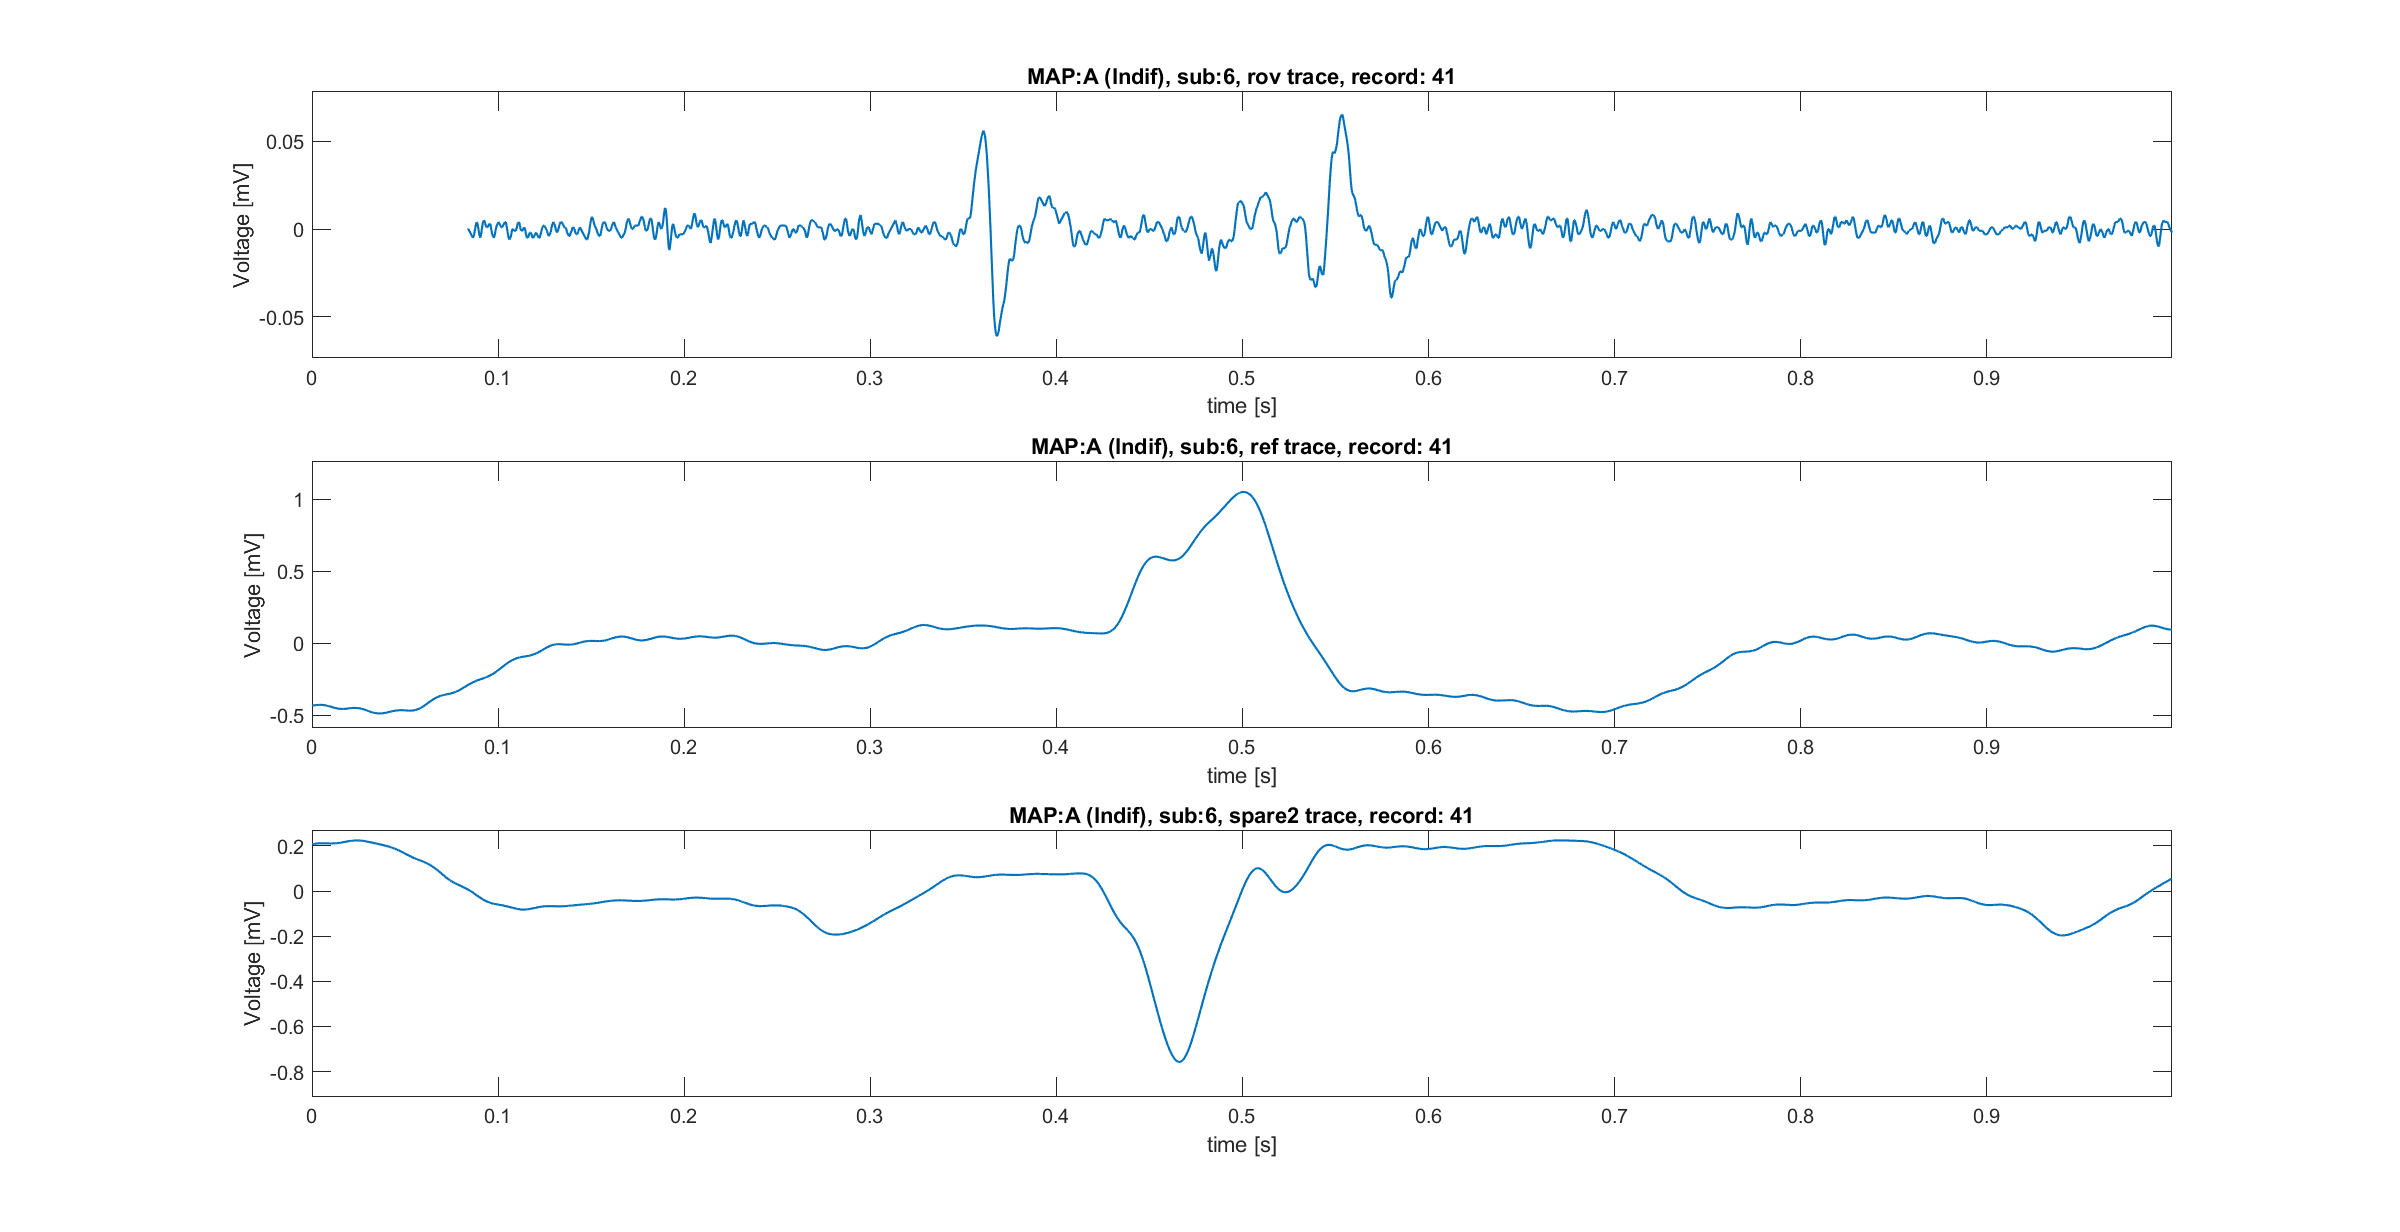 MAP:A (Indif), sub:6, rov trace, record: 41
0.05
0
-0.05
Voltage [mV]
0 0.1 0.2 0.3 0.4 0.5 0.6 0.7 0.8 0.9
time [s]
MAP:A (Indif), sub:6, ref trace, record: 41
1
0.5
0
-0.5
Voltage [mV]
0 0.1 0.2 0.3 0.4 0.5 0.6 0.7 0.8 0.9
time [s]
MAP:A (Indif), sub:6, spare2 trace, record: 41
0.2
0
-0.2
-0.4
-0.6
-0.8
Voltage [mV]
0 0.1 0.2 0.3 0.4 0.5 0.6 0.7 0.8 0.9
time [s]